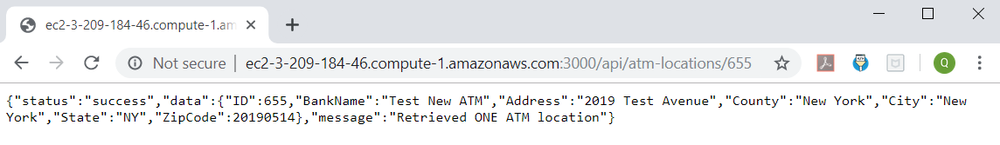 ec2-3-209-184-46.compute-1.am
Not secure | ec2-3-209-184-46.compute-1.amazonaws.com:3000/api/atm-locations/655
Q
{"status":"success","data":{"ID":655,"BankName":"Test New ATM","Address":"2019 Test Avenue","County":"New York","City":"New
York","State":"NY","ZipCode":20190514},"message":"Retrieved ONE ATM location"}